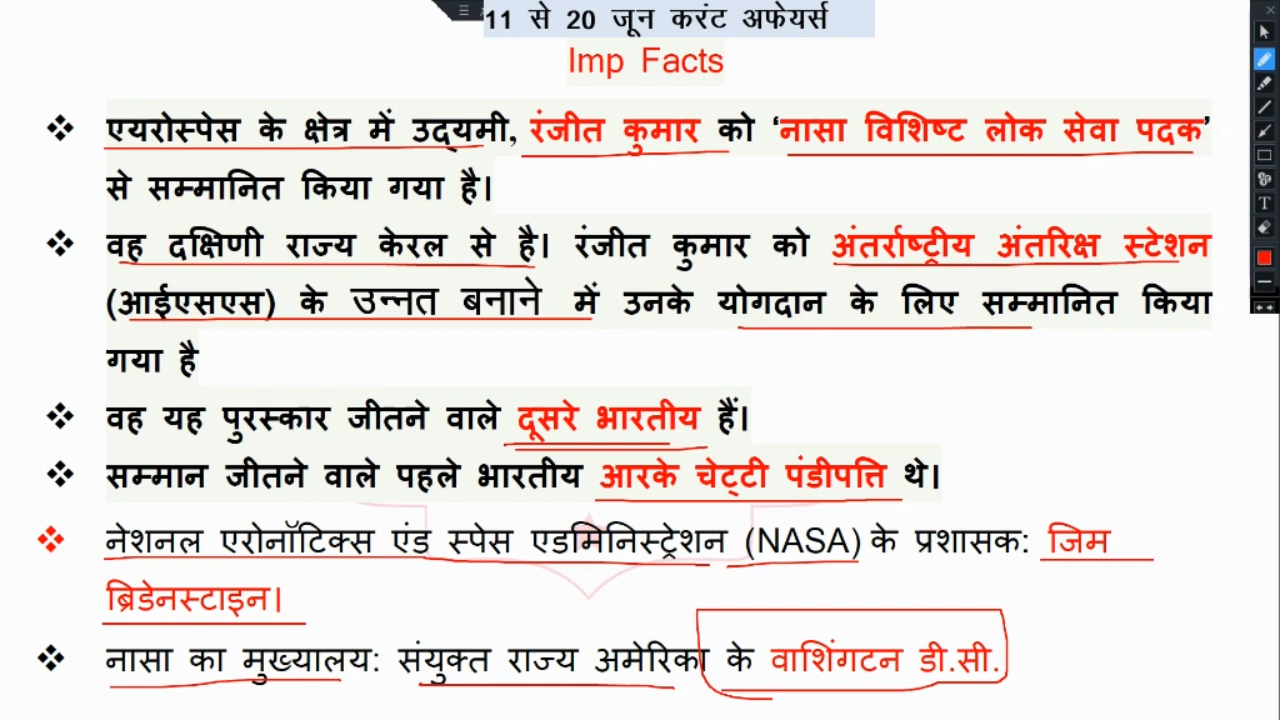 11 से 20 जून करंट अफेयर्स
Imp Facts
❖ एयरोस्पेस के क्षेत्र में उद्यमी, रंजीत कुमार को ‘नासा विशिष्ट लोक सेवा पदक’
से सम्मानित किया गया है।
❖ वह दक्षिणी राज्य केरल से है। रंजीत कुमार को अंतर्राष्ट्रीय अंतरिक्ष स्टेशन
(आईएसएस) के उन्नत बनाने में उनके योगदान के लिए सम्मानित किया
गया है
❖ वह यह पुरस्कार जीतने वाले दूसरे भारतीय हैं।
❖ सम्मान जीतने वाले पहले भारतीय आरके चेट्टी पंडीपत्ति थे।
❖ नेशनल एरोनॉटिक्स एंड स्पेस एडमिनिस्ट्रेशन (NASA) के प्रशासक: जिम
ब्रिडेनस्टाइन।
❖ नासा का मुख्यालय: संयुक्त राज्य अमेरिका के वाशिंगटन डी.सी.